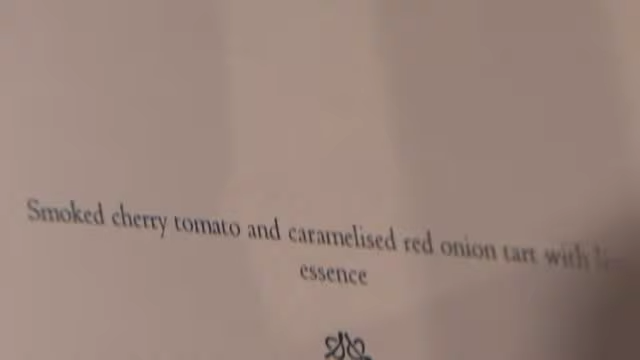 Smoked cherry tomato and caramelised red onion tart with
essence